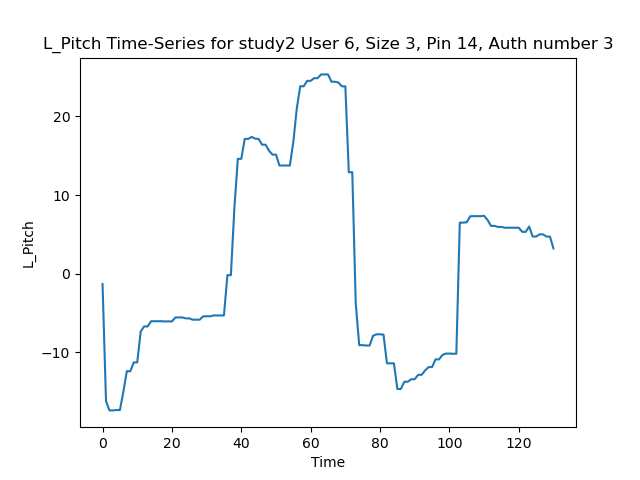 L_Pitch Time-Series for study2 User 6, Size 3, Pin 14, Auth number 3
20
10
0
−10
L_Pitch
0 20 40 60 80 100 120
Time